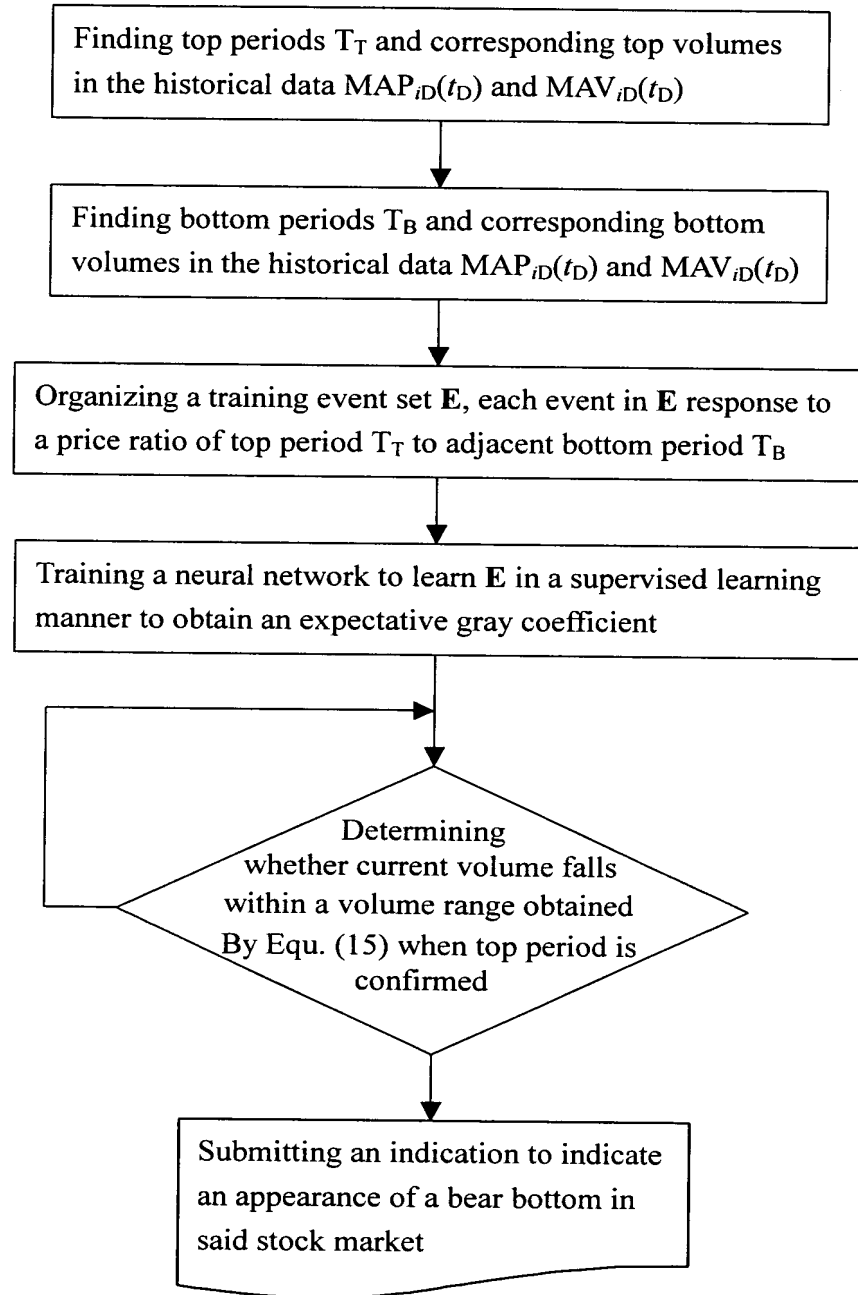 Finding top periods T_T and corresponding top volumes
in the historical data MAP_iD(t_D) and MAV_iD(t_D)
Finding bottom periods T_B and corresponding bottom
volumes in the historical data MAP_iD(t_D) and MAV_iD(t_D)
Organizing a training event set E, each event in E response to
a price ratio of top period T_T to adjacent bottom period T_B
Training a neural network to learn E in a supervised learning
manner to obtain an expectative gray coefficient
Determining
whether current volume falls
within a volume range obtained
By Equ. (15) when top period is
confirmed
Submitting an indication to indicate
an appearance of a bear bottom in
said stock market